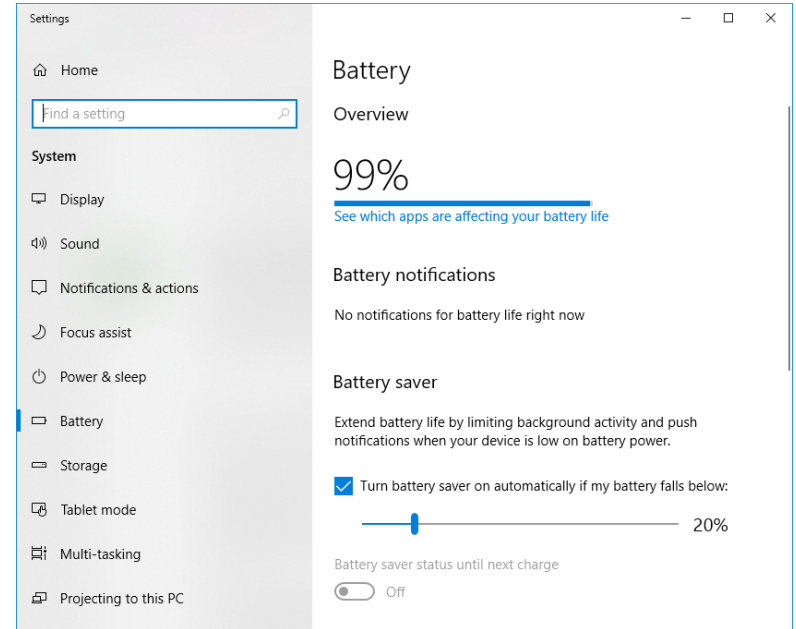 Settings
Home
Find a setting
System
Display
Sound
Notifications & actions
Focus assist
Power & sleep
Battery
Storage
Tablet mode
Multi-tasking
Projecting to this PC
Battery
Overview
99%
See which apps are affecting your battery life
Battery notifications
No notifications for battery life right now
Battery saver
Extend battery life by limiting background activity and push
notifications when your device is low on battery power.
Turn battery saver on automatically if my battery falls below:
20%
Battery saver status until next charge
Off